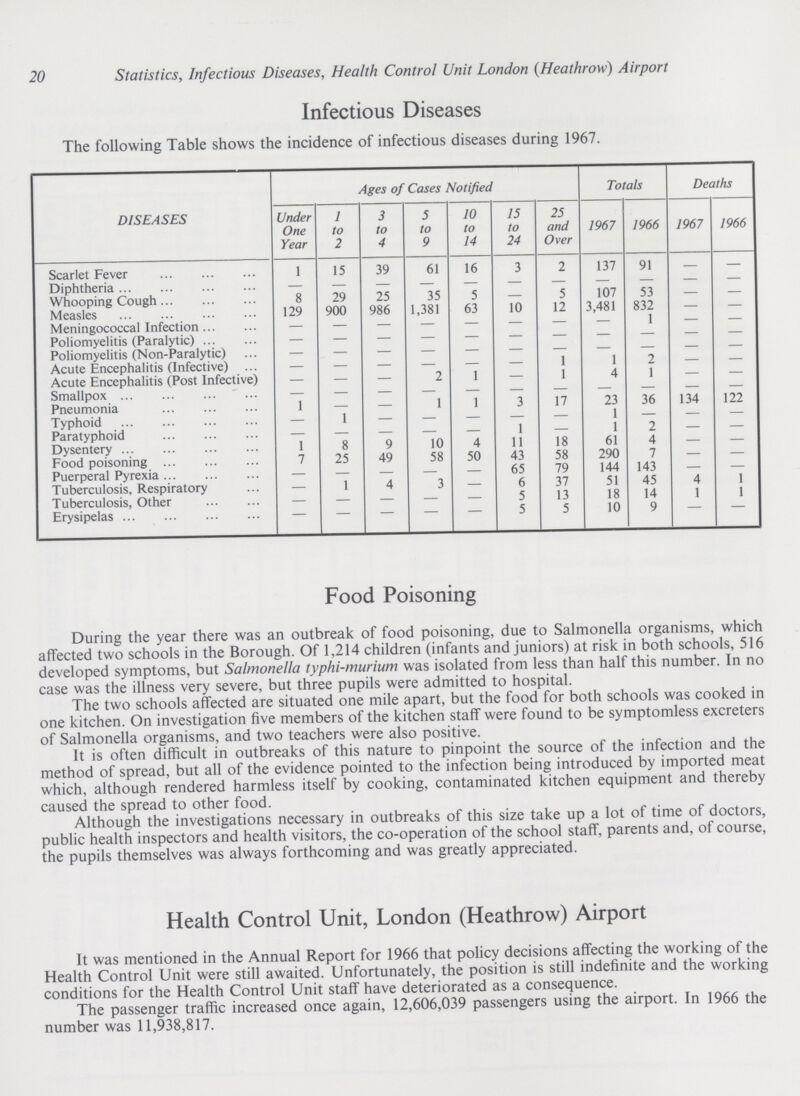 20 Statistics, Infectious Diseases, Health Control Unit London (Heathrow) Airport
Infectious Diseases
The following Table shows the incidence of infectious diseases during 1967.
DISEASES Ages of Cases Notified Totals Deaths
Under One Year 1 to 2 3 to 4 5 to 9 10 to 14 15 to 24 25 and Over 1967 1966 1967 1966
Scarlet Fever ... ... ... 1 15 39 61 16 3 2 137 91 — —
Diphtheria ... ... ... ... — — — — — — — — — — —
Whooping Cough ... ... ... 8 29 25 35 5 — 5 107 53 — —
Measles ... ... ... ... 129 900 986 1,381 63 10 12 3,481 832 — —
Meningococcal Infection ... ... — — — — — — — — 1 — —
Poliomyelitis (Paralytic) ... ... — — — — — — — — — — —
Poliomyelitis (Non-Paralytic) ... — — — — — — — — — — —
Acute Encephalitis (Infective) ... — — — — — — 1 1 2 — —
Acute Encephalitis (Post Infective) — — — 2 1 — 1 4 1 — —
Smallpox ... ... ... ... — — — — — — — — — — —
Pneumonia ... ... ... 1 — — 1 1 3 17 23 36 134 122
Typhoid ... ... ... ... — 1 — — — — — 1 — — —
Paratyphoid ... ... ... — — — — — 1 — 1 2 — —
Dysentery ... ... ... ... 1 8 9 10 4 11 18 61 4 — —
Food poisoning ... ... ... 7 25 49 58 50 43 58 290 7 — —
Puerperal Pyrexia ... ... ... — — — — — 65 79 144 143 — —
Tuberculosis, Respiratory ... — 1 4 3 — 6 37 51 45 4 1
Tuberculosis, Other ... ... — — — — — 5 13 18 14 1 1
Erysipelas ... ... ... ... — — — — — 5 5 10 9 — —
Food Poisoning
During the year there was an outbreak of food poisoning, due to Salmonella organisms, which
affected two schools in the Borough. Of 1,214 children (infants and juniors) at risk in both schools, 516
developed symptoms, but Salmonella typhi-murium was isolated from less than half this number. In no
case was the illness very severe, but three pupils were admitted to hospital.
The two schools affected are situated one mile apart, but the food for both schools was cooked in
one kitchen. On investigation five members of the kitchen staff were found to be symptomless excreters
of Salmonella organisms, and two teachers were also positive.
It is often difficult in outbreaks of this nature to pinpoint the source of the infection and the
method of spread, but all of the evidence pointed to the infection being introduced by imported meat
which, although rendered harmless itself by cooking, contaminated kitchen equipment and thereby
caused the spread to other food.
Although the investigations necessary in outbreaks of this size take up a lot of time of doctors,
public health inspectors and health visitors, the co-operation of the school staff, parents and, of course,
the pupils themselves was always forthcoming and was greatly appreciated.
Health Control Unit, London (Heathrow) Airport
It was mentioned in the Annual Report for 1966 that policy decisions affecting the working of the
Health Control Unit were still awaited. Unfortunately, the position is still indefinite and the working
conditions for the Health Control Unit staff have deteriorated as a consequence.
The passenger traffic increased once again, 12,606,039 passengers using the airport. In 1966 the
number was 11,938,817.